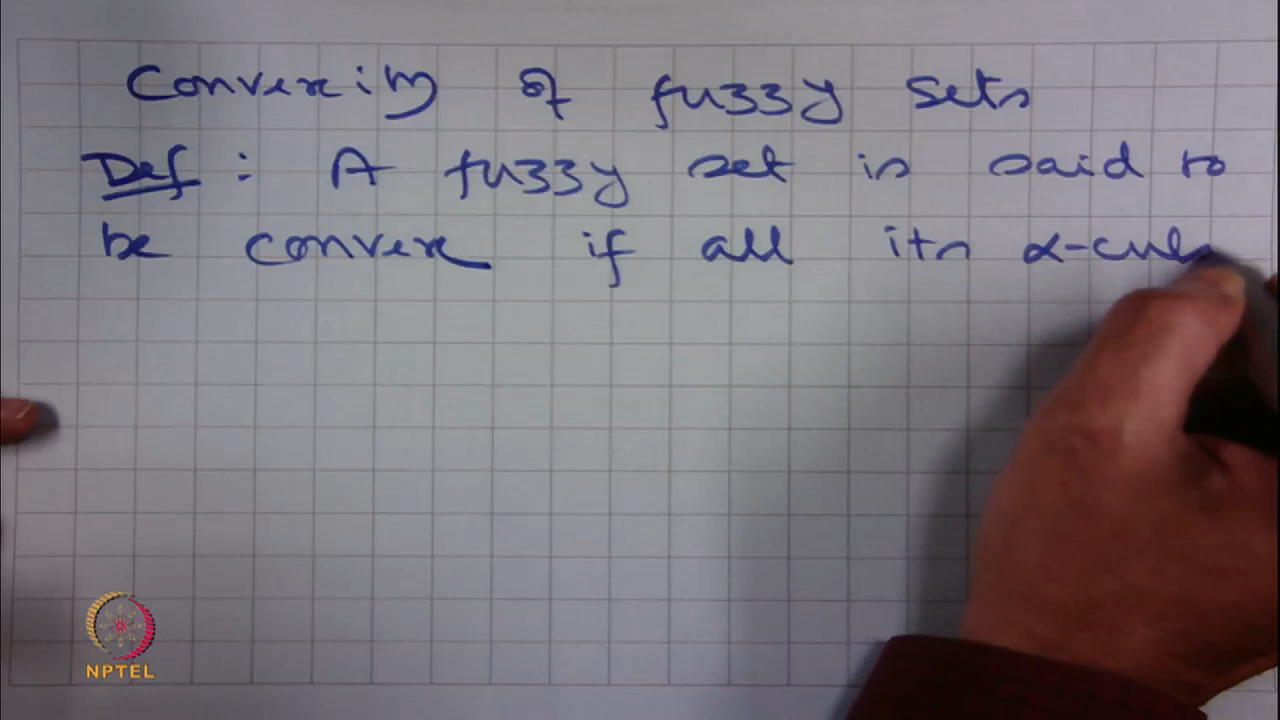 Convexity of fuzzy sets
Def : A fuzzy set is said to
be convex if all its α-cuts
NPTEL